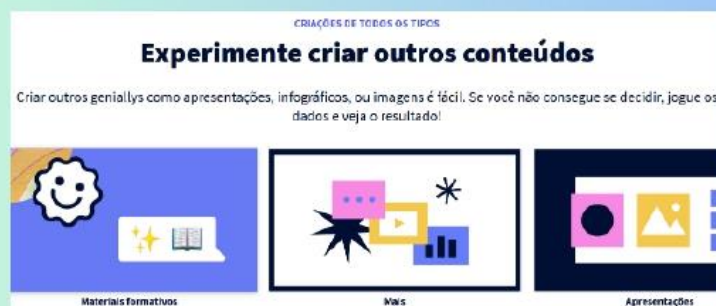 CRIAÇÕES DE TODOS OS TIPOS
Experimente criar outros conteúdos
Criar outros geniallys como apresentações, infográficos, ou imagens é fácil. Se você não consegue se decidir, jogue os
dados e veja o resultado!
Materiais formativos
Mais
Apresentações